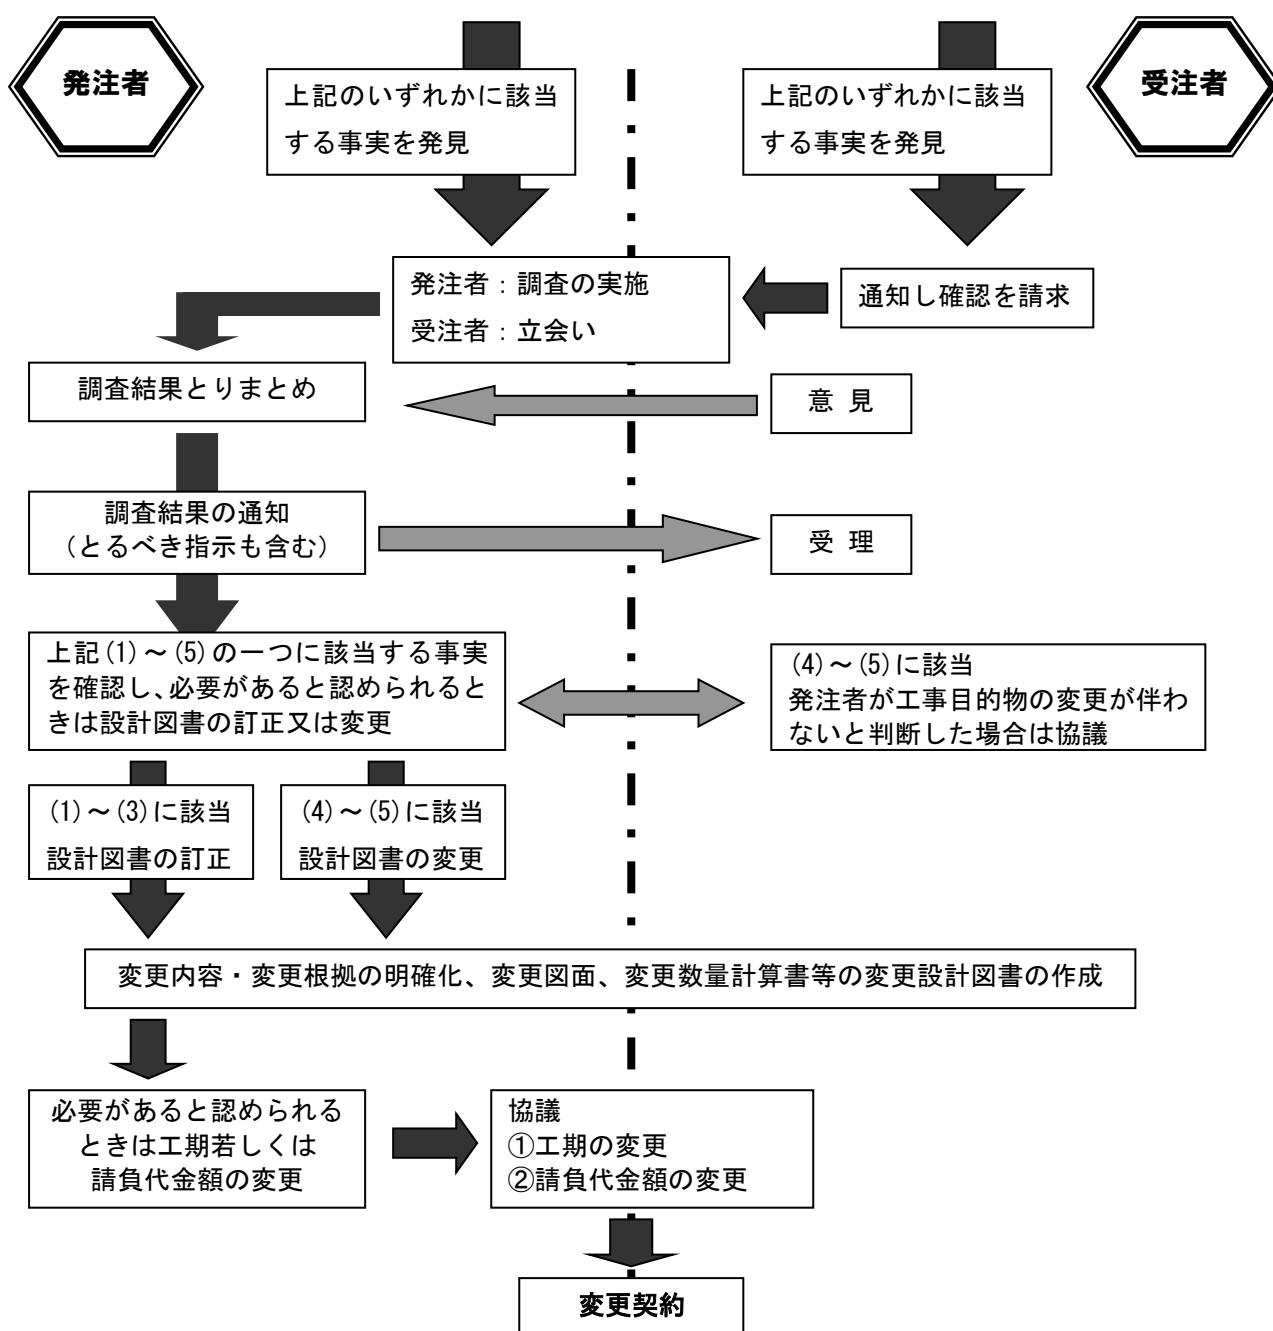 発注者
受注者
上記のいずれかに該当
する事実を発見
上記のいずれかに該当
する事実を発見
発注者：調査の実施
受注者：立会い
通知し確認を請求
調査結果とりまとめ
意 見
調査結果の通知
（とるべき指示も含む）
受 理
上記(1)～(5)の一つに該当する事実
を確認し、必要があると認められると
きは設計図書の訂正又は変更
(4)～(5)に該当
発注者が工事目的物の変更が伴わ
ないと判断した場合は協議
(1)～(3)に該当
設計図書の訂正
(4)～(5)に該当
設計図書の変更
変更内容・変更根拠の明確化、変更図面、変更数量計算書等の変更設計図書の作成
必要があると認められる
ときは工期若しくは
請負代金額の変更
協議
①工期の変更
②請負代金額の変更
変更契約